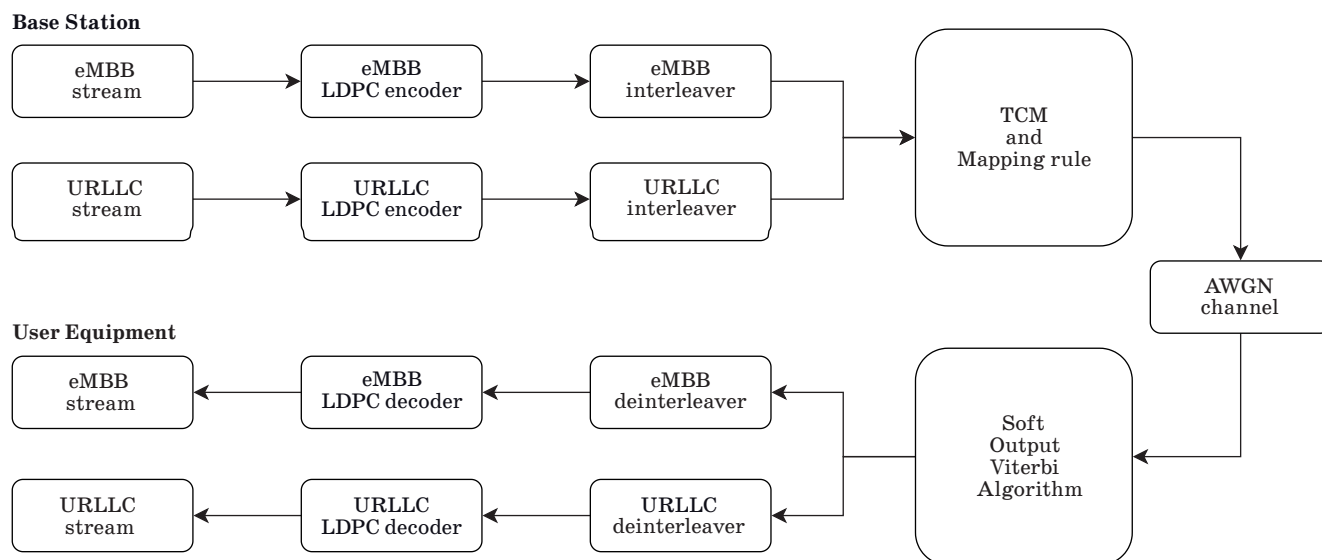 Base Station
eMBB
stream
eMBB
LDPC encoder
eMBB
interleaver
TCM
and
Mapping rule
URLLC
stream
URLLC
LDPC encoder
URLLC
interleaver
AWGN
channel
User Equipment
eMBB
stream
eMBB
LDPC decoder
eMBB
deinterleaver
Soft
Output
Viterbi
Algorithm
URLLC
stream
URLLC
LDPC decoder
URLLC
deinterleaver